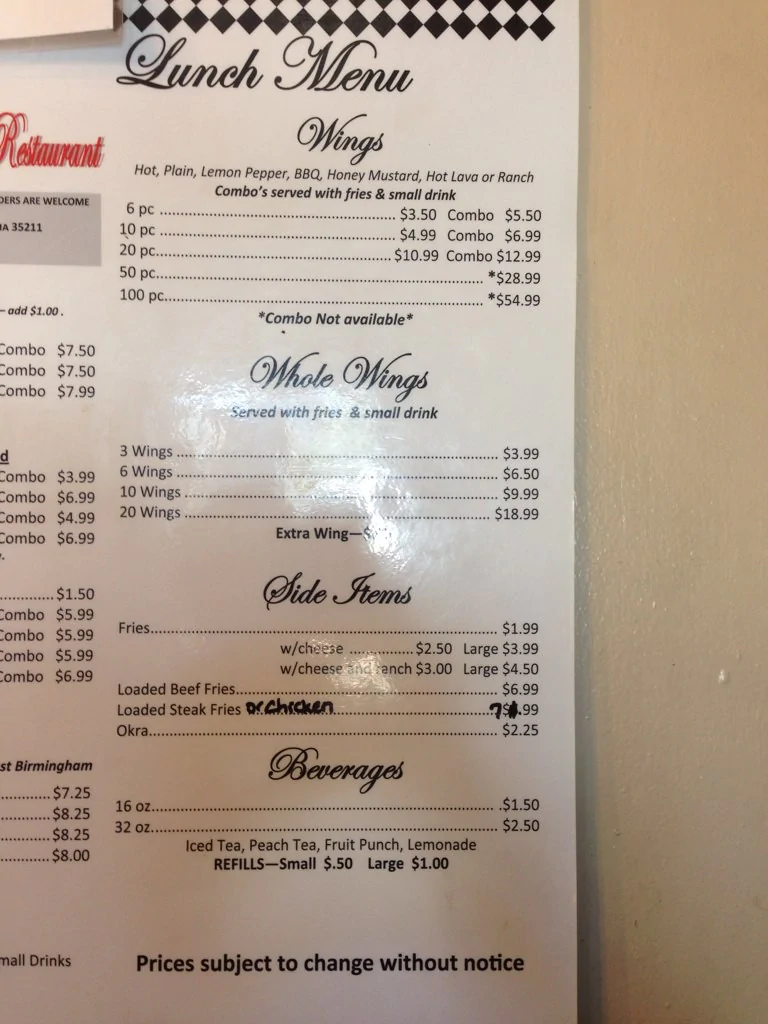 Lunch Menu
Restaurant
DERS ARE WELCOME
MA 35211
– add $1.00 .
Combo $7.50
Combo $7.50
Combo $7.99
d
Combo $3.99
Combo $6.99
Combo $4.99
Combo $6.99
.............$1.50
Combo $5.99
Combo $5.99
Combo $5.99
Combo $6.99
st Birmingham
......$7.25
......$8.25
......$8.25
......$8.00
mall Drinks
Wings
Hot, Plain, Lemon Pepper, BBQ, Honey Mustard, Hot Lava or Ranch
Combo's served with fries & small drink
6 pc ........ $3.50 Combo $5.50
10 pc ........ $4.99 Combo $6.99
20 pc........ $10.99 Combo $12.99
50 pc........ *$28.99
100 pc........ *$54.99
*Combo Not available*
Whole Wings
Served with fries & small drink
3 Wings ........ $3.99
6 Wings ........ $6.50
10 Wings ........ $9.99
20 Wings ........ $18.99
Extra Wing—$
Side Items
Fries........ $1.99
w/cheese ........ $2.50 Large $3.99
w/cheese and ranch $3.00 Large $4.50
Loaded Beef Fries........ $6.99
Loaded Steak Fries or chicken ........ 7.99
Okra........ $2.25
Beverages
16 oz........ .$1.50
32 oz........ $2.50
Iced Tea, Peach Tea, Fruit Punch, Lemonade
REFILLS—Small $.50 Large $1.00
Prices subject to change without notice